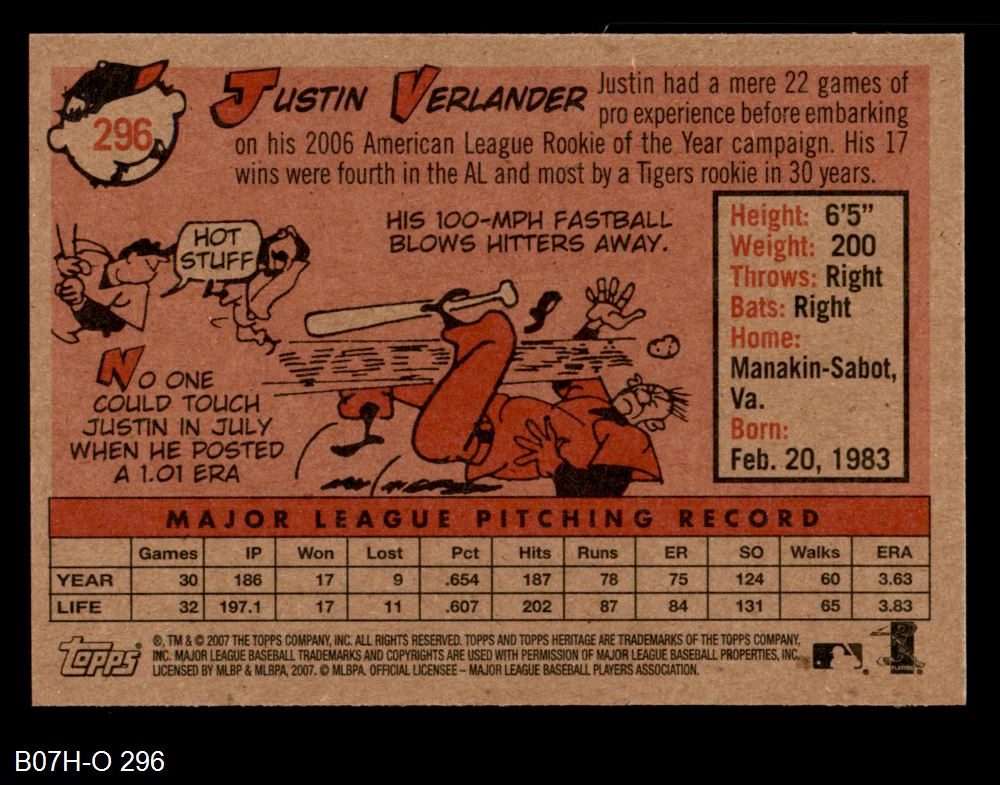 296
JUSTIN VERLANDER
Justin had a mere 22 games of
pro experience before embarking
on his 2006 American League Rookie of the Year campaign. His 17
wins were fourth in the AL and most by a Tigers rookie in 30 years.
HOT
STUFF
HIS 100-MPH FASTBALL
BLOWS HITTERS AWAY.
NO ONE
COULD TOUCH
JUSTIN IN JULY
WHEN HE POSTED
A 1.01 ERA
Height: 6'5"
Weight: 200
Throws: Right
Bats: Right
Home:
Manakin-Sabot,
Va.
Born:
Feb. 20, 1983
MAJOR LEAGUE PITCHING RECORD
Games IP Won Lost Pct Hits Runs ER SO Walks ERA
YEAR 30 186 17 9 .654 187 78 75 124 60 3.63
LIFE 32 197.1 17 11 .607 202 87 84 131 65 3.83
Topps
®, TM & © 2007 THE TOPPS COMPANY, INC. ALL RIGHTS RESERVED. TOPPS AND TOPPS HERITAGE ARE TRADEMARKS OF THE TOPPS COMPANY,
INC. MAJOR LEAGUE BASEBALL TRADEMARKS AND COPYRIGHTS ARE USED WITH PERMISSION OF MAJOR LEAGUE BASEBALL PROPERTIES, INC.
LICENSED BY MLBP & MLBPA, 2007. © MLBPA. OFFICIAL LICENSEE – MAJOR LEAGUE BASEBALL PLAYERS ASSOCIATION.
PLAYERS
B07H-O 296